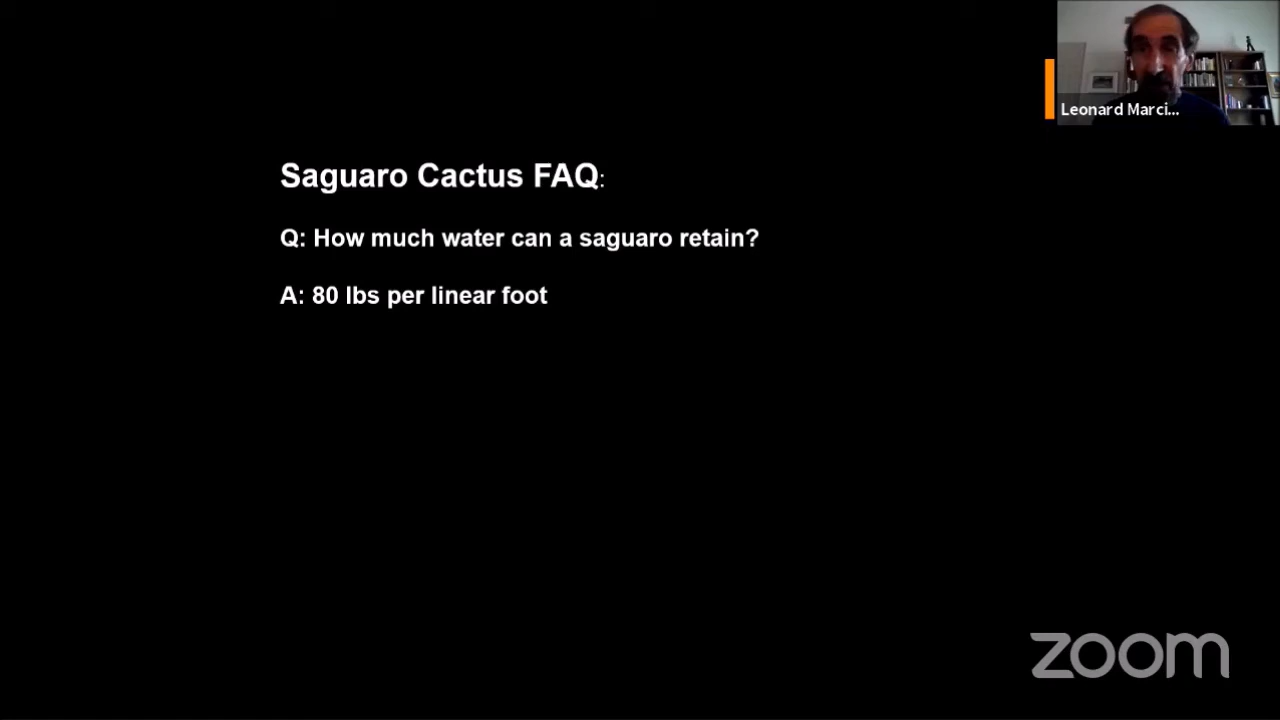 Leonard Marci...
Saguaro Cactus FAQ:
Q: How much water can a saguaro retain?
A: 80 lbs per linear foot
zoom